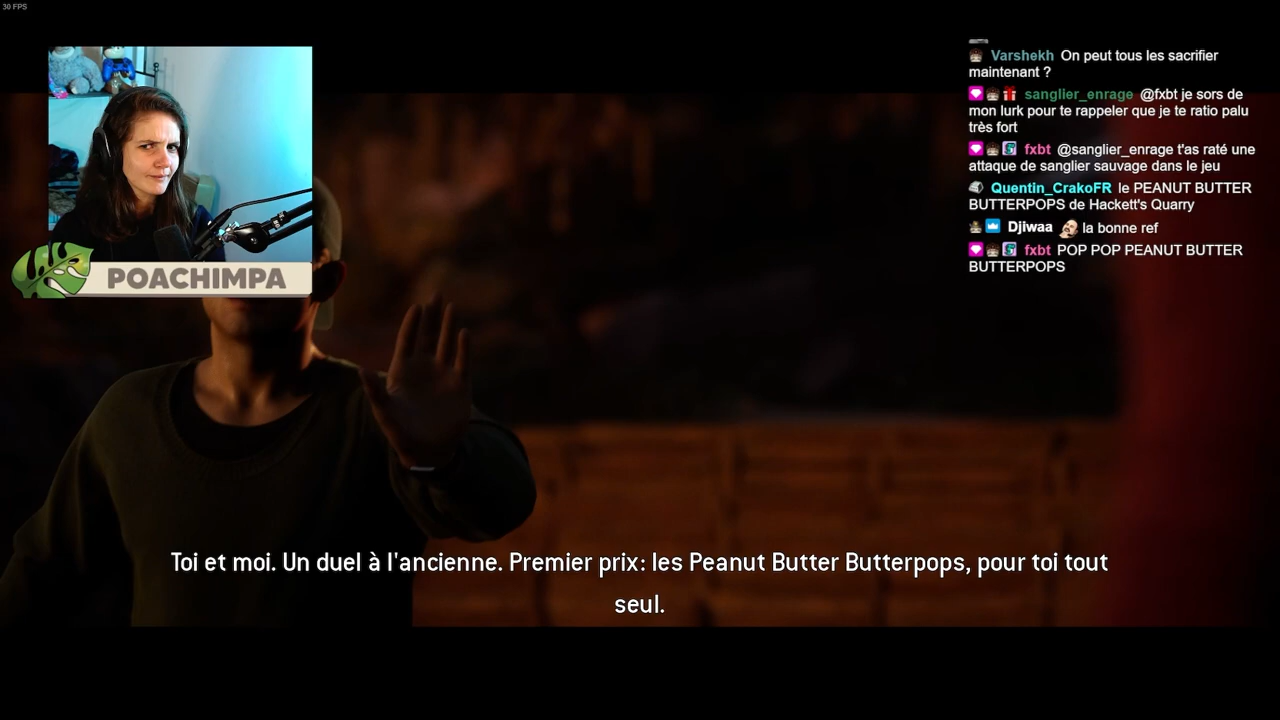 30 FPS
POACHIMPA
Varshekh On peut tous les sacrifier
maintenant ?
sanglier_enrage @fxbt je sors de
mon lurk pour te rappeler que je te ratio palu
très fort
fxbt @sanglier_enrage t'as raté une
attaque de sanglier sauvage dans le jeu
Quentin_CrakoFR le PEANUT BUTTER
BUTTERPOPS de Hackett's Quarry
Djiwaa la bonne ref
fxbt POP POP PEANUT BUTTER
BUTTERPOPS
Toi et moi. Un duel à l'ancienne. Premier prix: les Peanut Butter Butterpops, pour toi tout
seul.